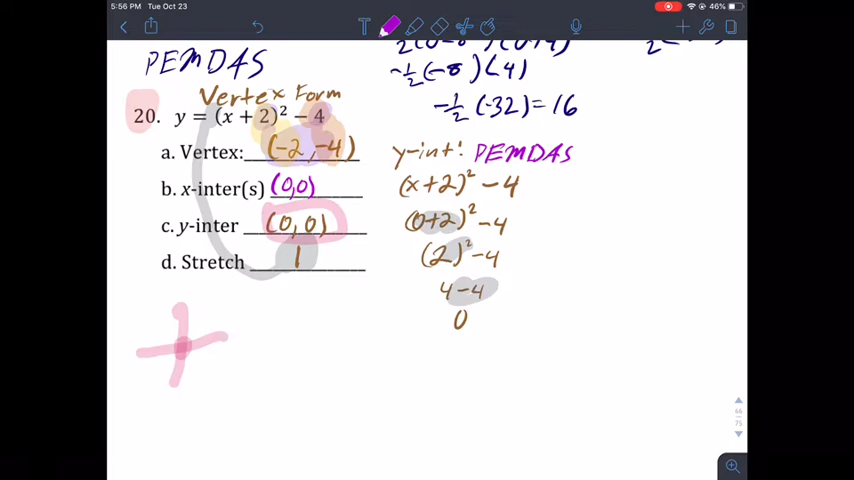 5:56 PM Tue Oct 23
46%
PEMDAS
-½(-8)(4)
-½(-32)=16
Vertex Form
20. y = (x + 2)² − 4
a. Vertex: (-2, -4)
b. x-inter(s) (0,0)
c. y-inter (0, 0)
d. Stretch 1
y-int: PEMDAS
(x+2)² -4
(0+2)² -4
(2)² -4
4-4
0
66
75